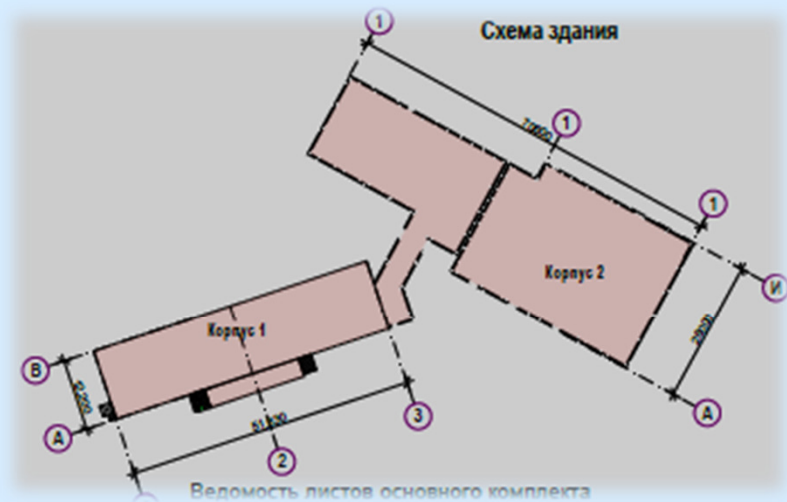 Схема здания
1
1
1
Корпус 2
И
А
Корпус 1
В
А
3
2
Ведомость листов основного комплекта